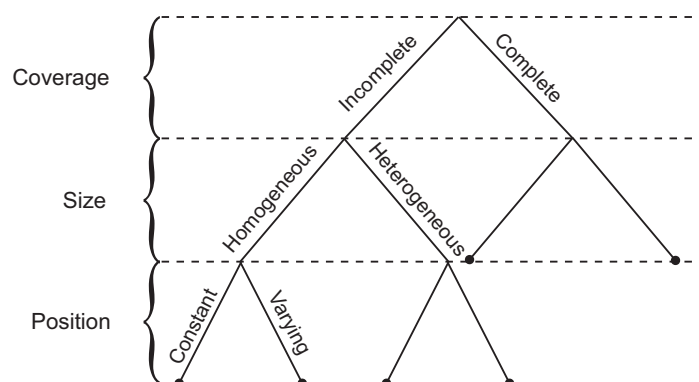 Coverage
Incomplete
Complete
Size
Homogeneous
Heterogeneous
Position
Constant
Varying